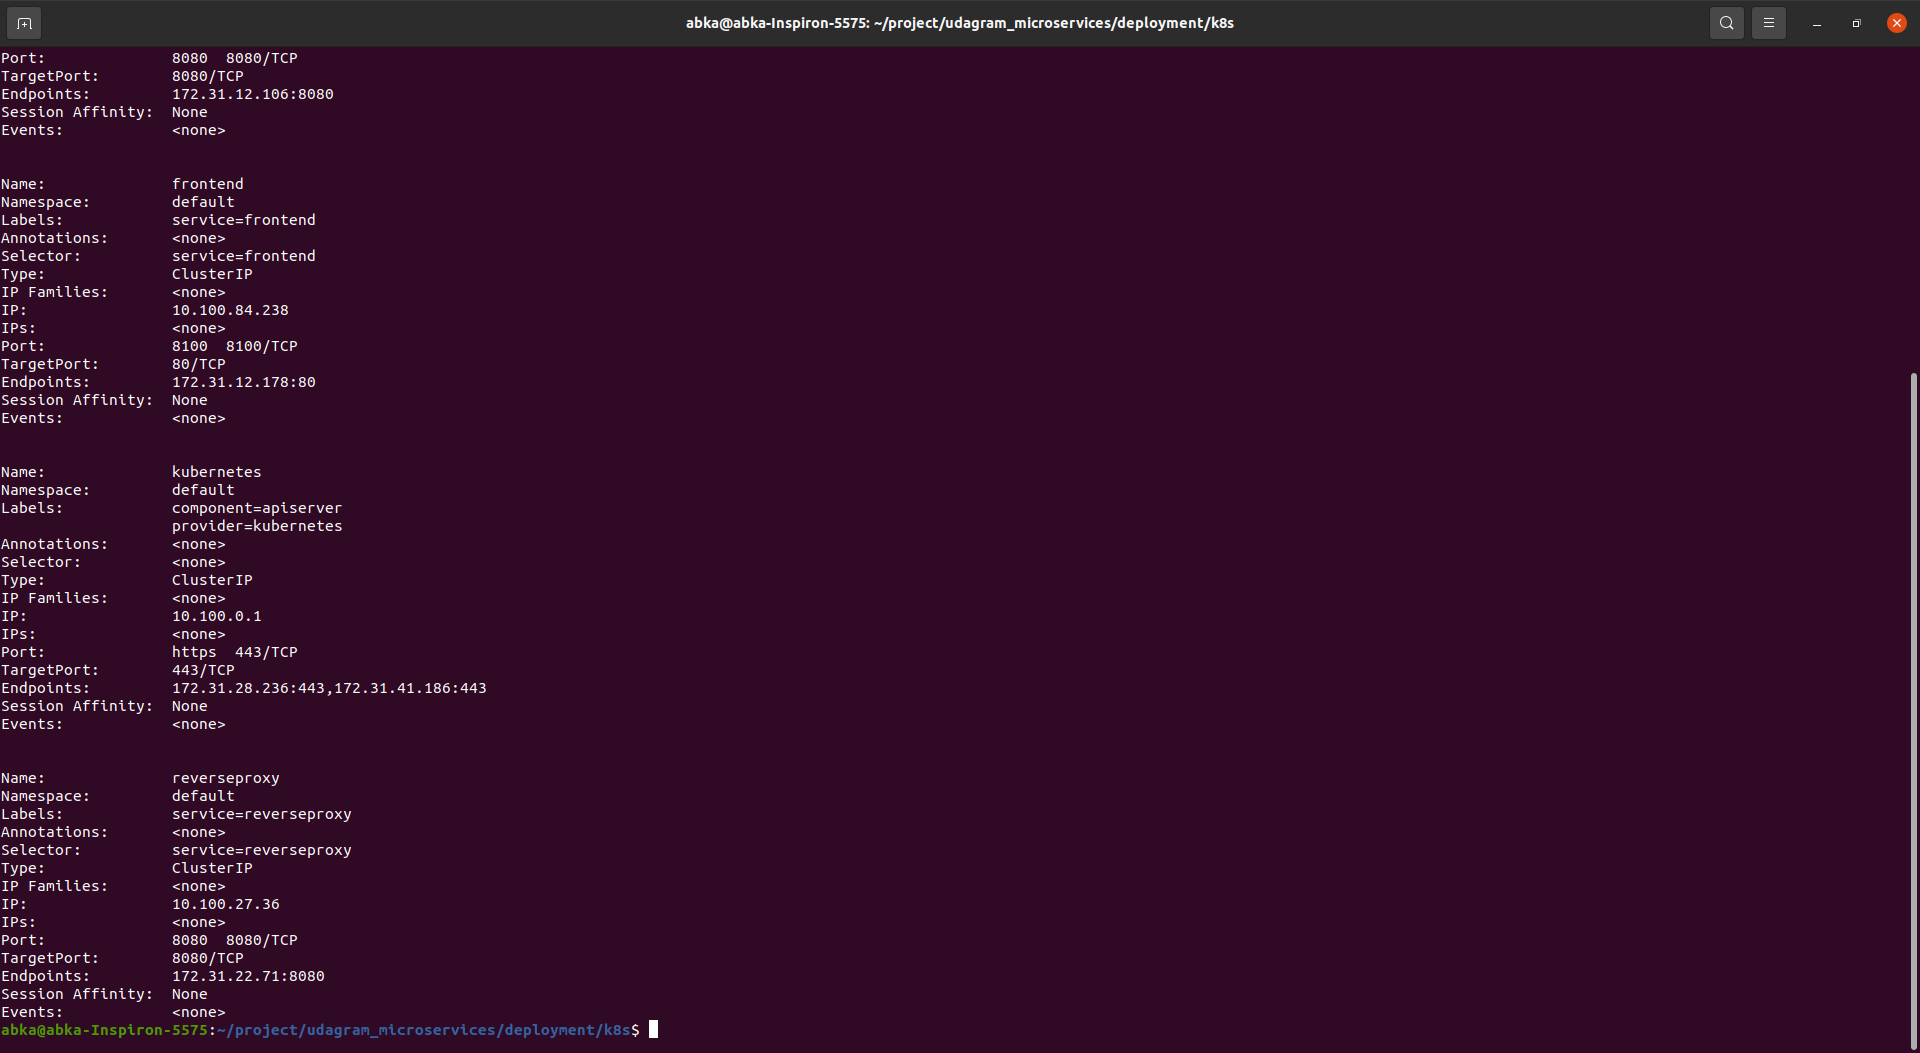 abka@abka-Inspiron-5575: ~/project/udagram_microservices/deployment/k8s
Port:              8080  8080/TCP
TargetPort:        8080/TCP
Endpoints:         172.31.12.106:8080
Session Affinity:  None
Events:            <none>

Name:              frontend
Namespace:         default
Labels:            service=frontend
Annotations:       <none>
Selector:          service=frontend
Type:              ClusterIP
IP Families:       <none>
IP:                10.100.84.238
IPs:               <none>
Port:              8100  8100/TCP
TargetPort:        80/TCP
Endpoints:         172.31.12.178:80
Session Affinity:  None
Events:            <none>

Name:              kubernetes
Namespace:         default
Labels:            component=apiserver
                   provider=kubernetes
Annotations:       <none>
Selector:          <none>
Type:              ClusterIP
IP Families:       <none>
IP:                10.100.0.1
IPs:               <none>
Port:              https  443/TCP
TargetPort:        443/TCP
Endpoints:         172.31.28.236:443,172.31.41.186:443
Session Affinity:  None
Events:            <none>

Name:              reverseproxy
Namespace:         default
Labels:            service=reverseproxy
Annotations:       <none>
Selector:          service=reverseproxy
Type:              ClusterIP
IP Families:       <none>
IP:                10.100.27.36
IPs:               <none>
Port:              8080  8080/TCP
TargetPort:        8080/TCP
Endpoints:         172.31.22.71:8080
Session Affinity:  None
Events:            <none>
abka@abka-Inspiron-5575:~/project/udagram_microservices/deployment/k8s$